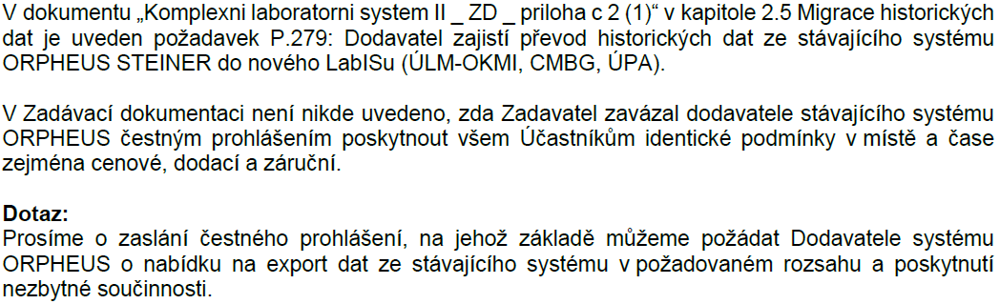 V dokumentu „Komplexni laboratorni system II _ ZD _ priloha c 2 (1)“ v kapitole 2.5 Migrace historických
dat je uveden požadavek P.279: Dodavatel zajistí převod historických dat ze stávajícího systému
ORPHEUS STEINER do nového LabISu (ÚLM-OKMI, CMBG, ÚPA).
V Zadávací dokumentaci není nikde uvedeno, zda Zadavatel zavázal dodavatele stávajícího systému
ORPHEUS čestným prohlášením poskytnout všem Účastníkům identické podmínky v místě a čase
zejména cenové, dodací a záruční.
Dotaz:
Prosíme o zaslání čestného prohlášení, na jehož základě můžeme požádat Dodavatele systému
ORPHEUS o nabídku na export dat ze stávajícího systému v požadovaném rozsahu a poskytnutí
nezbytné součinnosti.